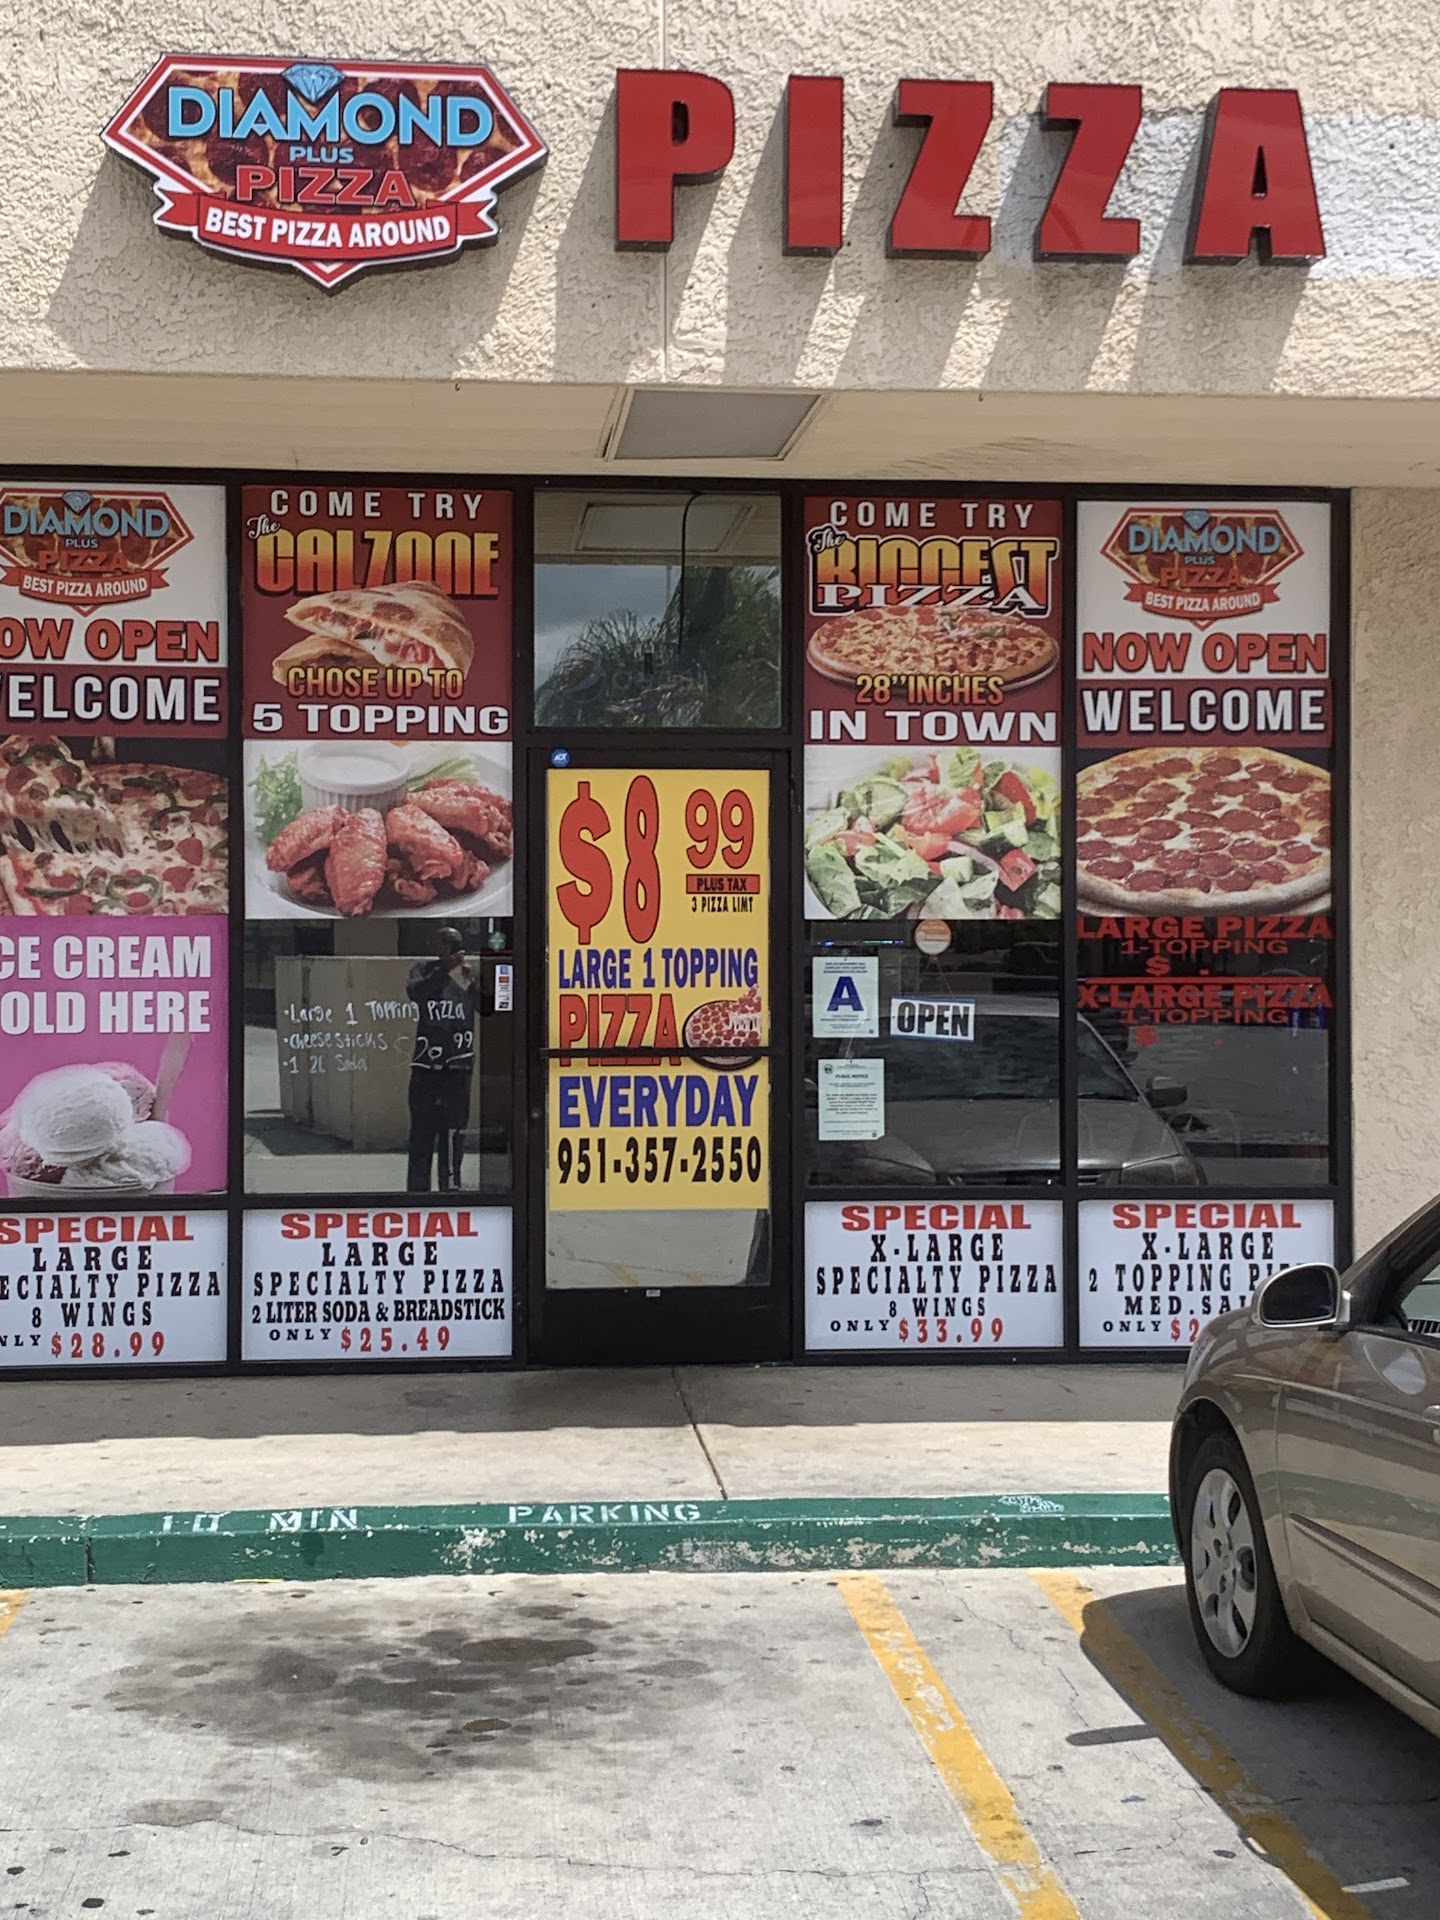 DIAMOND
PLUS
PIZZA
BEST PIZZA AROUND
PIZZA
DIAMOND
PLUS
PIZZA
BEST PIZZA AROUND
OW OPEN
ELCOME
CE CREAM
OLD HERE
SPECIAL
LARGE
ECIALTY PIZZA
8 WINGS
NLY $28.99
COME TRY
The
CALZONE
CHOSE UP TO
5 TOPPING
•Large 1 Topping Pizza
•cheese sticks
•1 2L Soda
20.99
SPECIAL
LARGE
SPECIALTY PIZZA
2 LITER SODA & BREADSTICK
ONLY $25.49
ADT
$8 99
PLUS TAX
3 PIZZA LIMT
LARGE 1 TOPPING
PIZZA
EVERYDAY
951-357-2550
COME TRY
The
BIGGEST
PIZZA
28"INCHES
IN TOWN
A
OPEN
PUBLIC NOTICE
SPECIAL
X-LARGE
SPECIALTY PIZZA
8 WINGS
ONLY $33.99
DIAMOND
PLUS
PIZZA
BEST PIZZA AROUND
NOW OPEN
WELCOME
LARGE PIZZA
1-TOPPING
$ .
X-LARGE PIZZA
1-TOPPING
$
SPECIAL
X-LARGE
2 TOPPING
MED.
ONLY $2
10 MIN PARKING